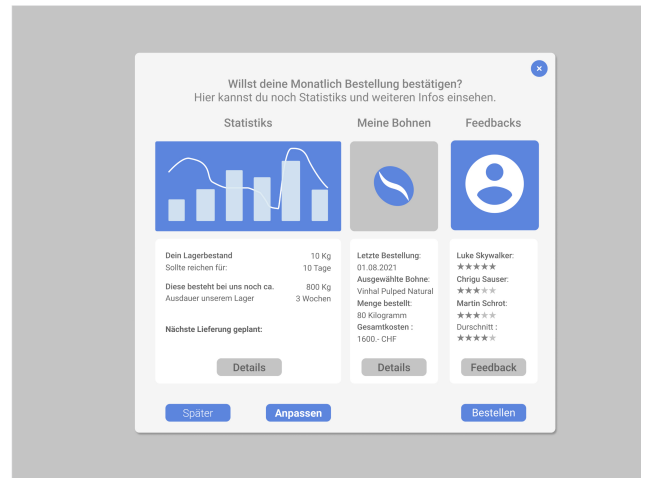 Willst deine Monatlich Bestellung bestätigen?
Hier kannst du noch Statistiks und weiteren Infos einsehen.
Statistiks
Meine Bohnen
Feedbacks
Dein Lagerbestand 10 Kg
Sollte reichen für: 10 Tage
Diese besteht bei uns noch ca. 800 Kg
Ausdauer unserem Lager 3 Wochen
Nächste Lieferung geplant:
Details
Letzte Bestellung:
01.08.2021
Ausgewählte Bohne:
Vinhal Pulped Natural
Menge bestellt:
80 Kilogramm
Gesamtkosten :
1600.- CHF
Details
Luke Skywalker:
★★★★★
Chrigu Sauser:
★★★★★
Martin Schrot:
★★★★★
Durschnitt :
★★★★★
Feedback
Später
Anpassen
Bestellen